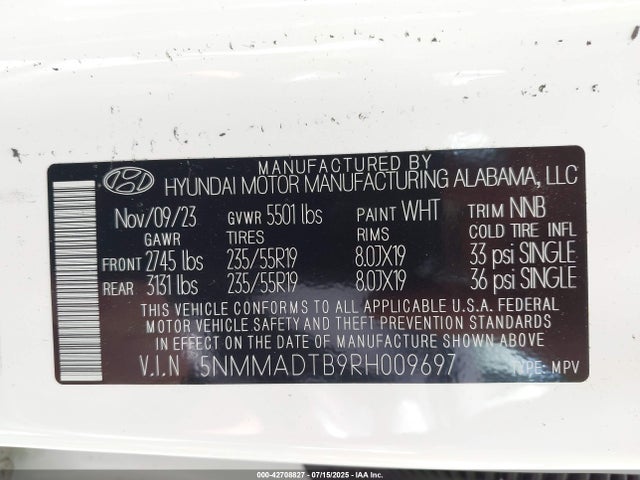 MANUFACTURED BY
HYUNDAI MOTOR MANUFACTURING ALABAMA, LLC
Nov/09/23 GVWR 5501 lbs PAINT WHT TRIM NNB
GAWR TIRES RIMS COLD TIRE INFL
FRONT 2745 lbs 235/55R19 8.0JX19 33 psi SINGLE
REAR 3131 lbs 235/55R19 8.0JX19 36 psi SINGLE
THIS VEHICLE CONFORMS TO ALL APPLICABLE U.S.A. FEDERAL
MOTOR VEHICLE SAFETY AND THEFT PREVENTION STANDARDS
IN EFFECT ON THE DATE OF MANUFACTURE SHOWN ABOVE
V.I.N 5NMMADTB9RH009697 TYPE: MPV
000-42708827 07/15/2025 IAA Inc.